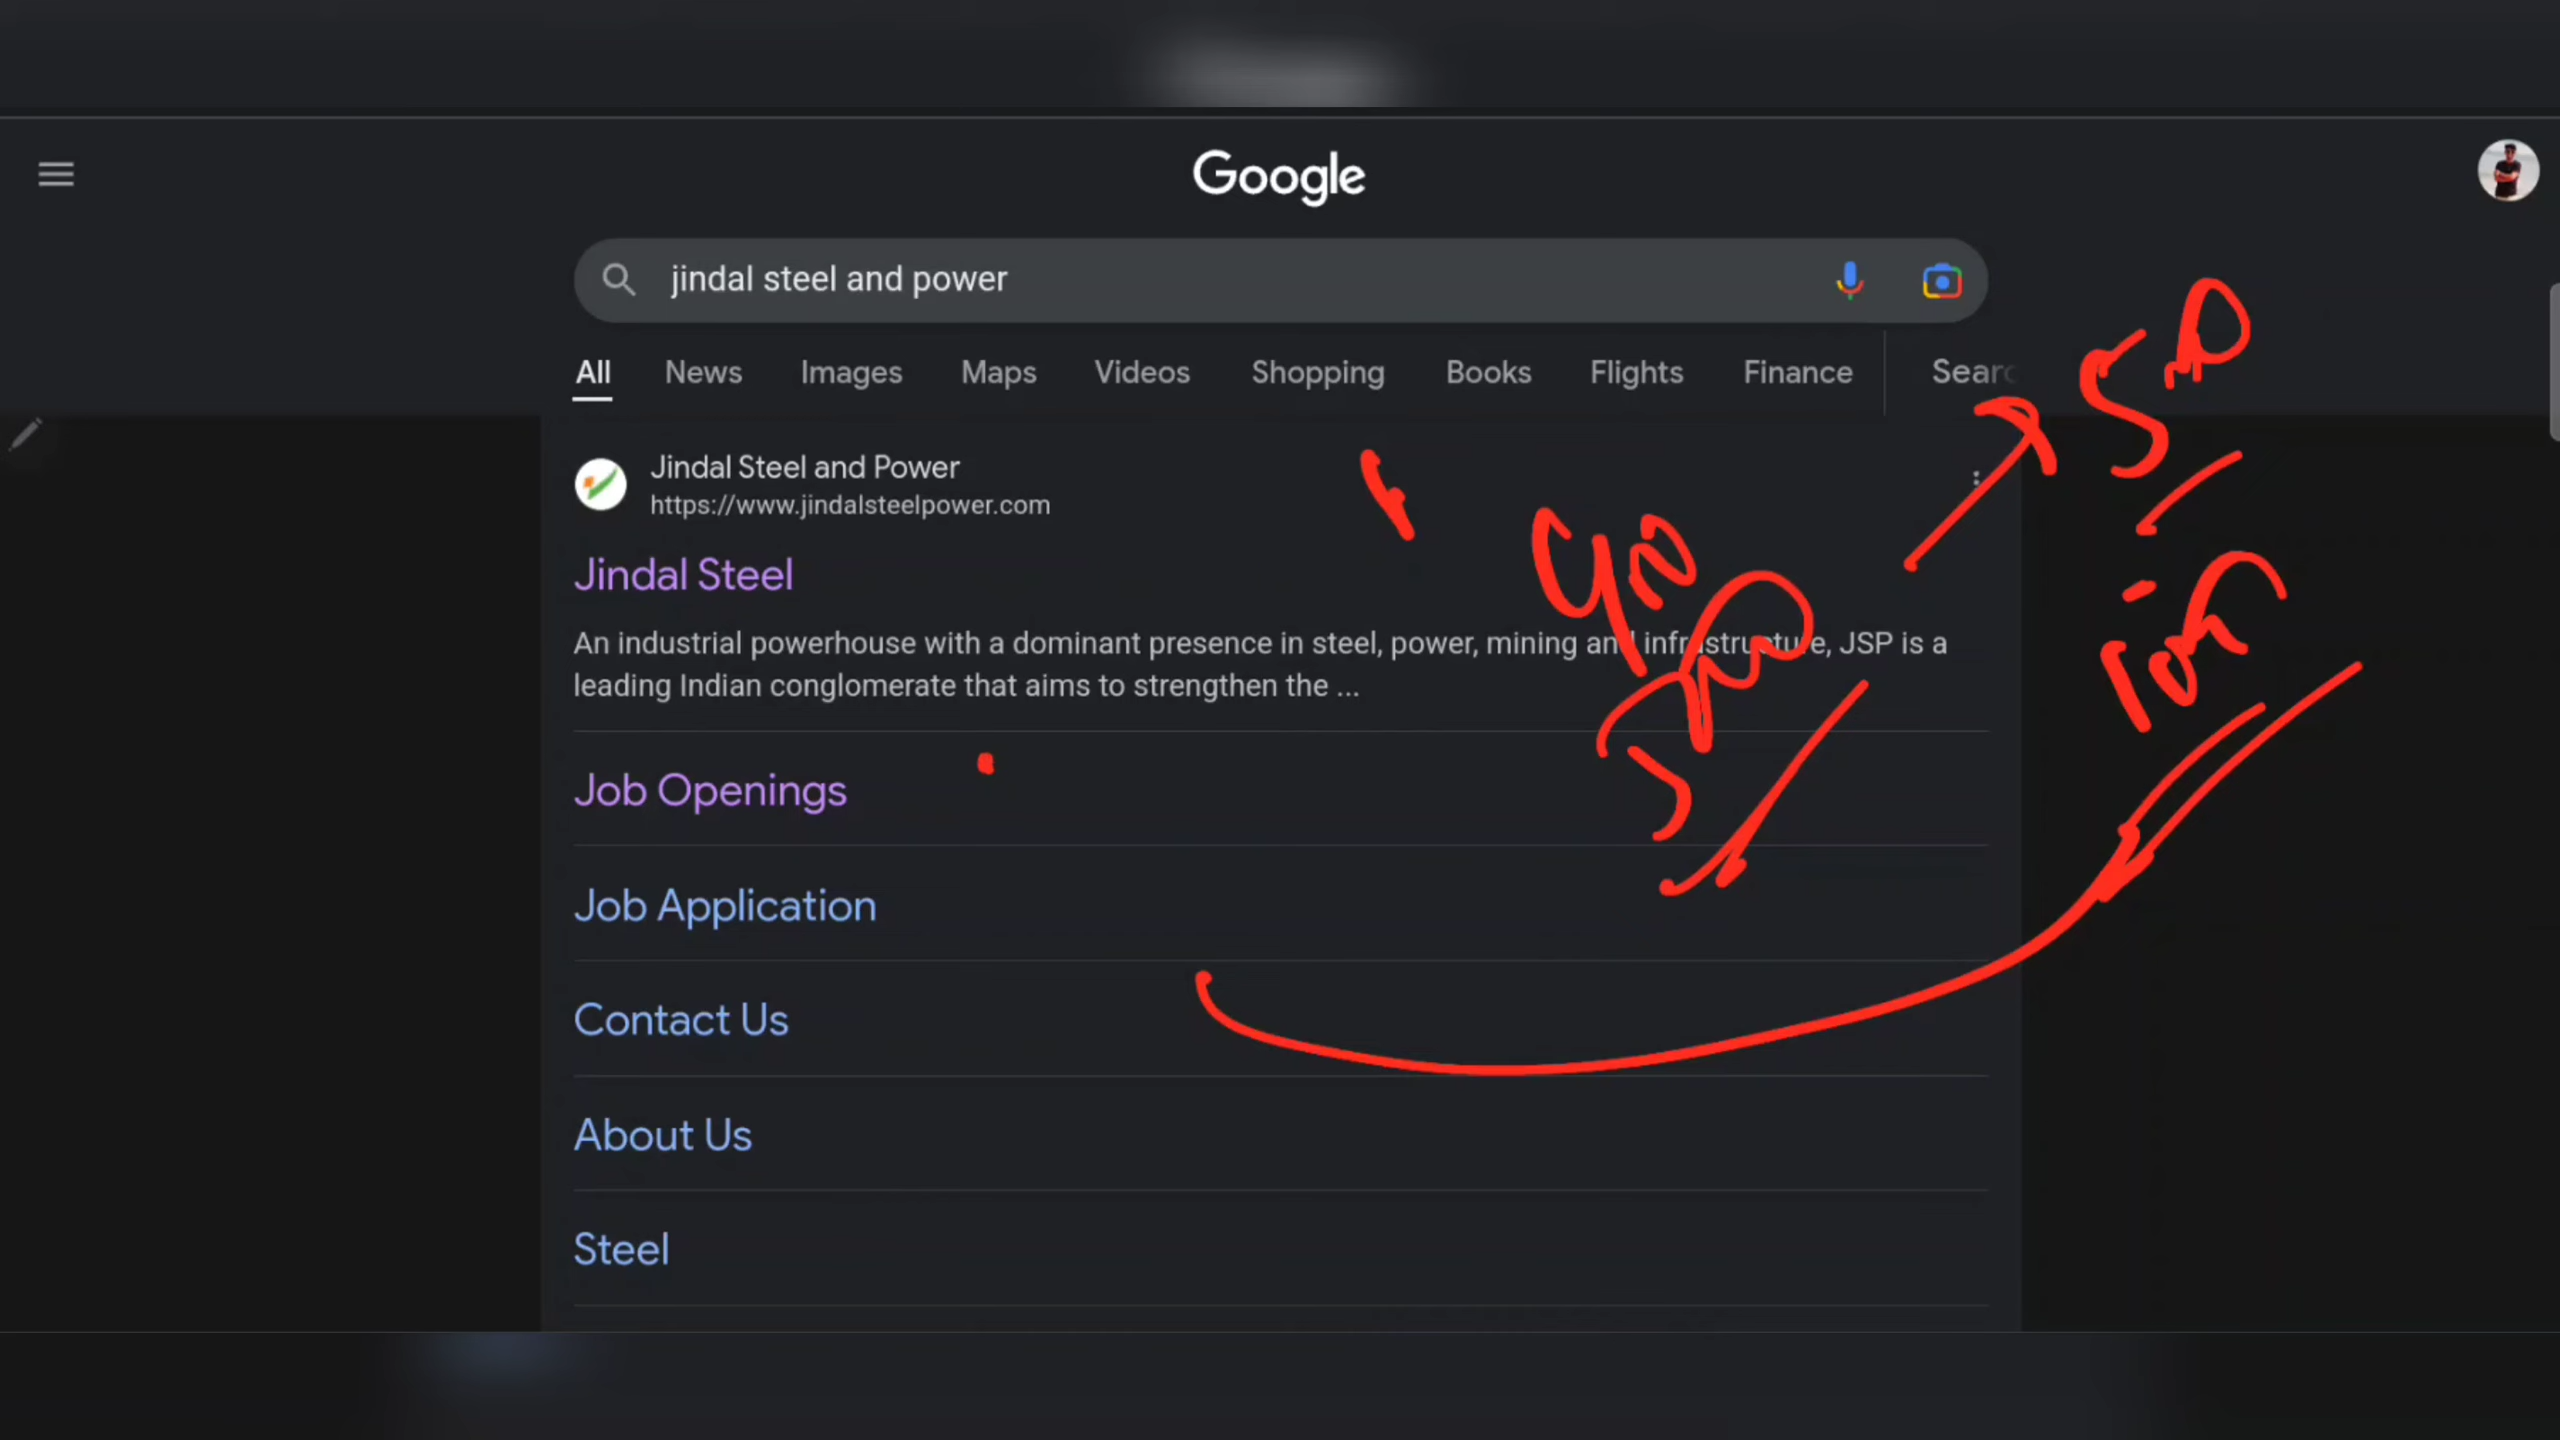 Google
jindal steel and power
All News Images Maps Videos Shopping Books Flights Finance Searc
Jindal Steel and Power
https://www.jindalsteelpower.com
Jindal Steel
An industrial powerhouse with a dominant presence in steel, power, mining and infrastructure, JSP is a
leading Indian conglomerate that aims to strengthen the ...
Job Openings
Job Application
Contact Us
About Us
Steel